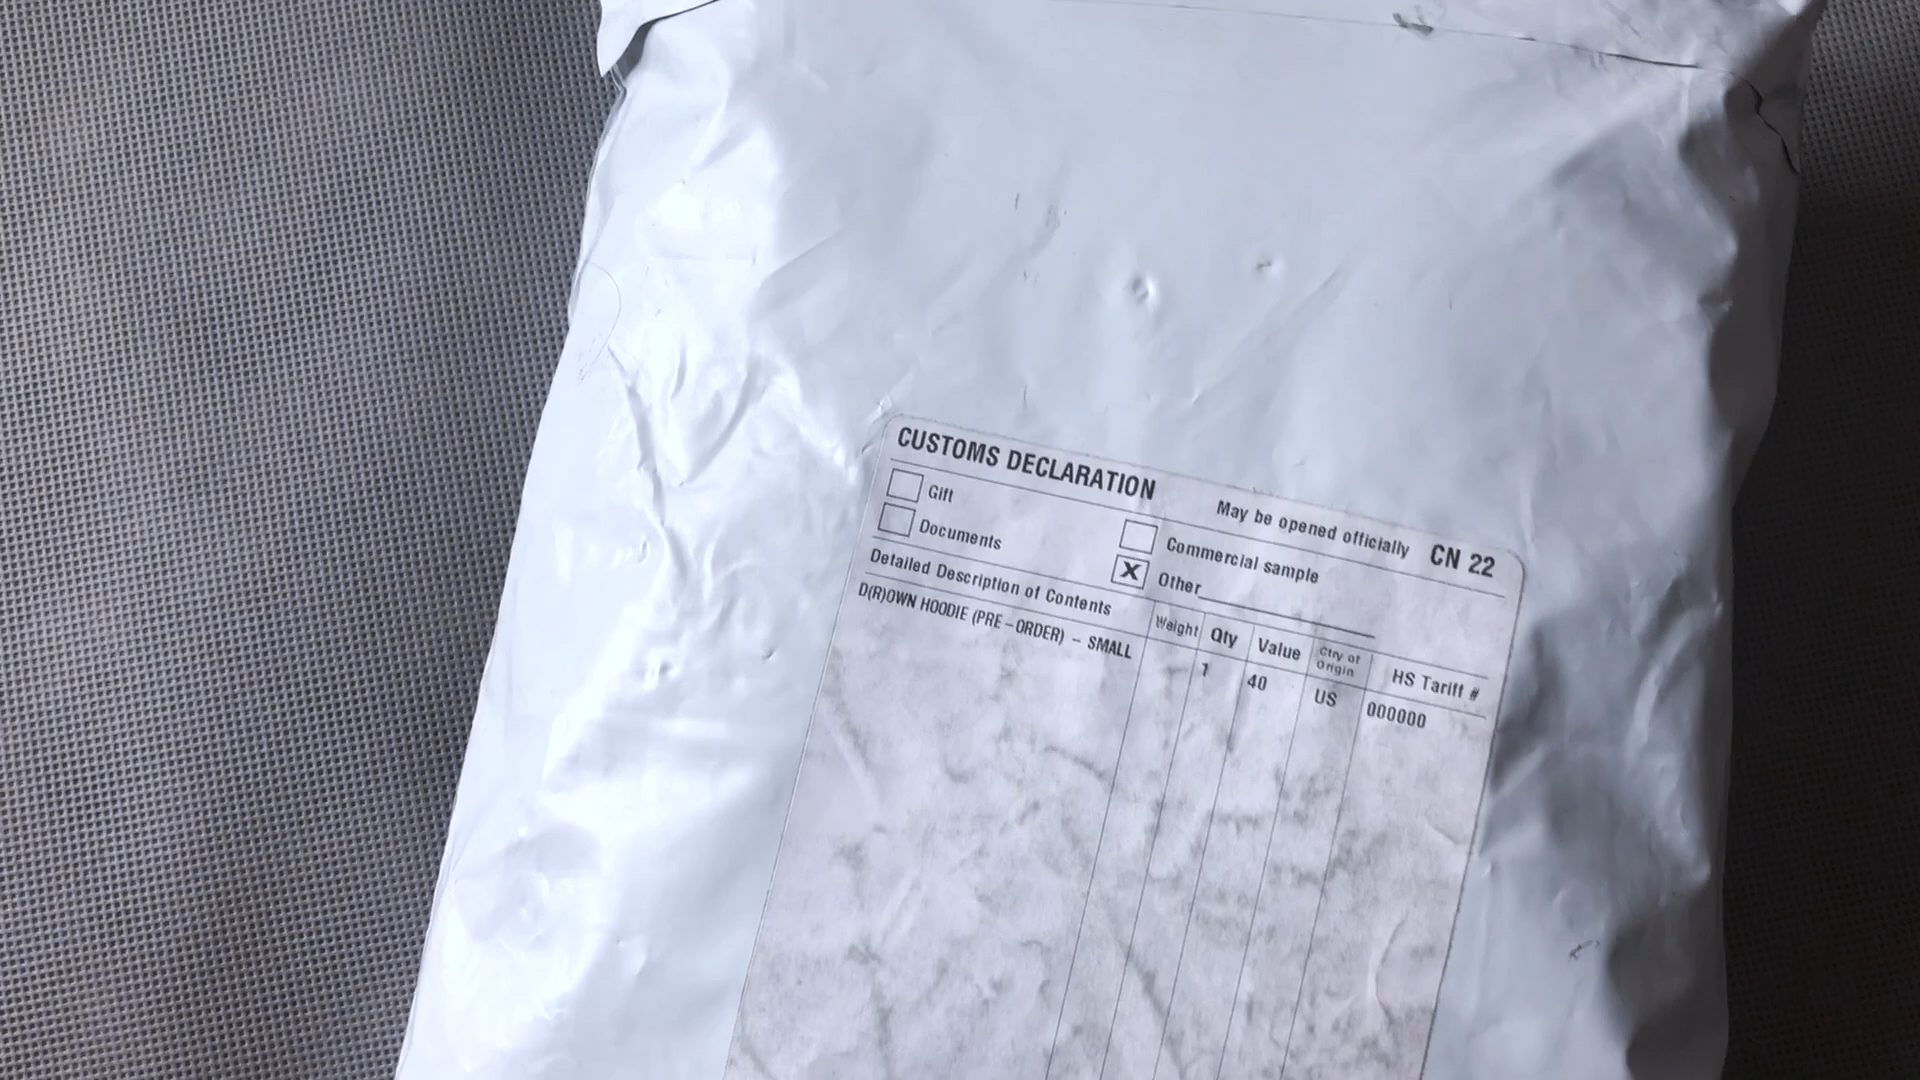 CUSTOMS DECLARATION May be opened officially CN 22
Gift Commercial sample
Documents X Other
Detailed Description of Contents Weight Qty Value Ctry of Origin HS Tariff #
D(R)OWN HOODIE (PRE-ORDER) - SMALL 1 40 US 000000